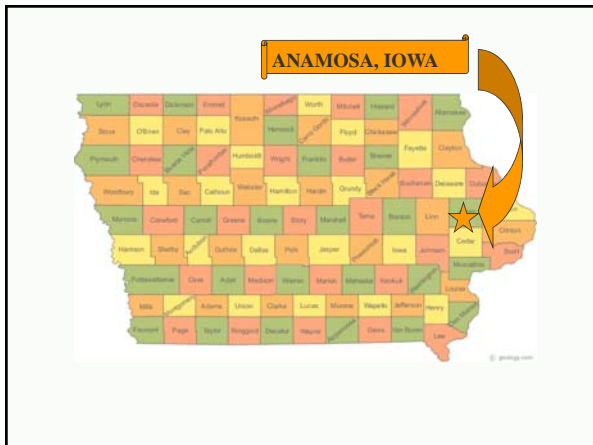 ANAMOSA, IOWA
Lyon Osceola Dickinson Emmet Winnebago Worth Mitchell Howard Winneshiek Allamakee
Sioux O'Brien Clay Palo Alto Kossuth Hancock Cerro Gordo Floyd Chickasaw
Fayette Clayton
Plymouth Cherokee Buena Vista Pocahontas Humboldt Wright Franklin Butler Bremer
Woodbury Ida Sac Calhoun Webster Hamilton Hardin Grundy Black Hawk Buchanan Delaware
Monona Crawford Carroll Greene Boone Story Marshall Tama Benton Linn
Clinton
Harrison Shelby Audubon Guthrie Dallas Polk Jasper Poweshiek Iowa Johnson Cedar
Scott
Muscatine
Pottawattamie Cass Adair Madison Warren Marion Mahaska Keokuk Washington
Louisa
Mills Montgomery Adams Union Clarke Lucas Monroe Wapello Jefferson Henry
Des Moines
Fremont Page Taylor Ringgold Decatur Wayne Appanoose Davis Van Buren
Lee
© geology.com